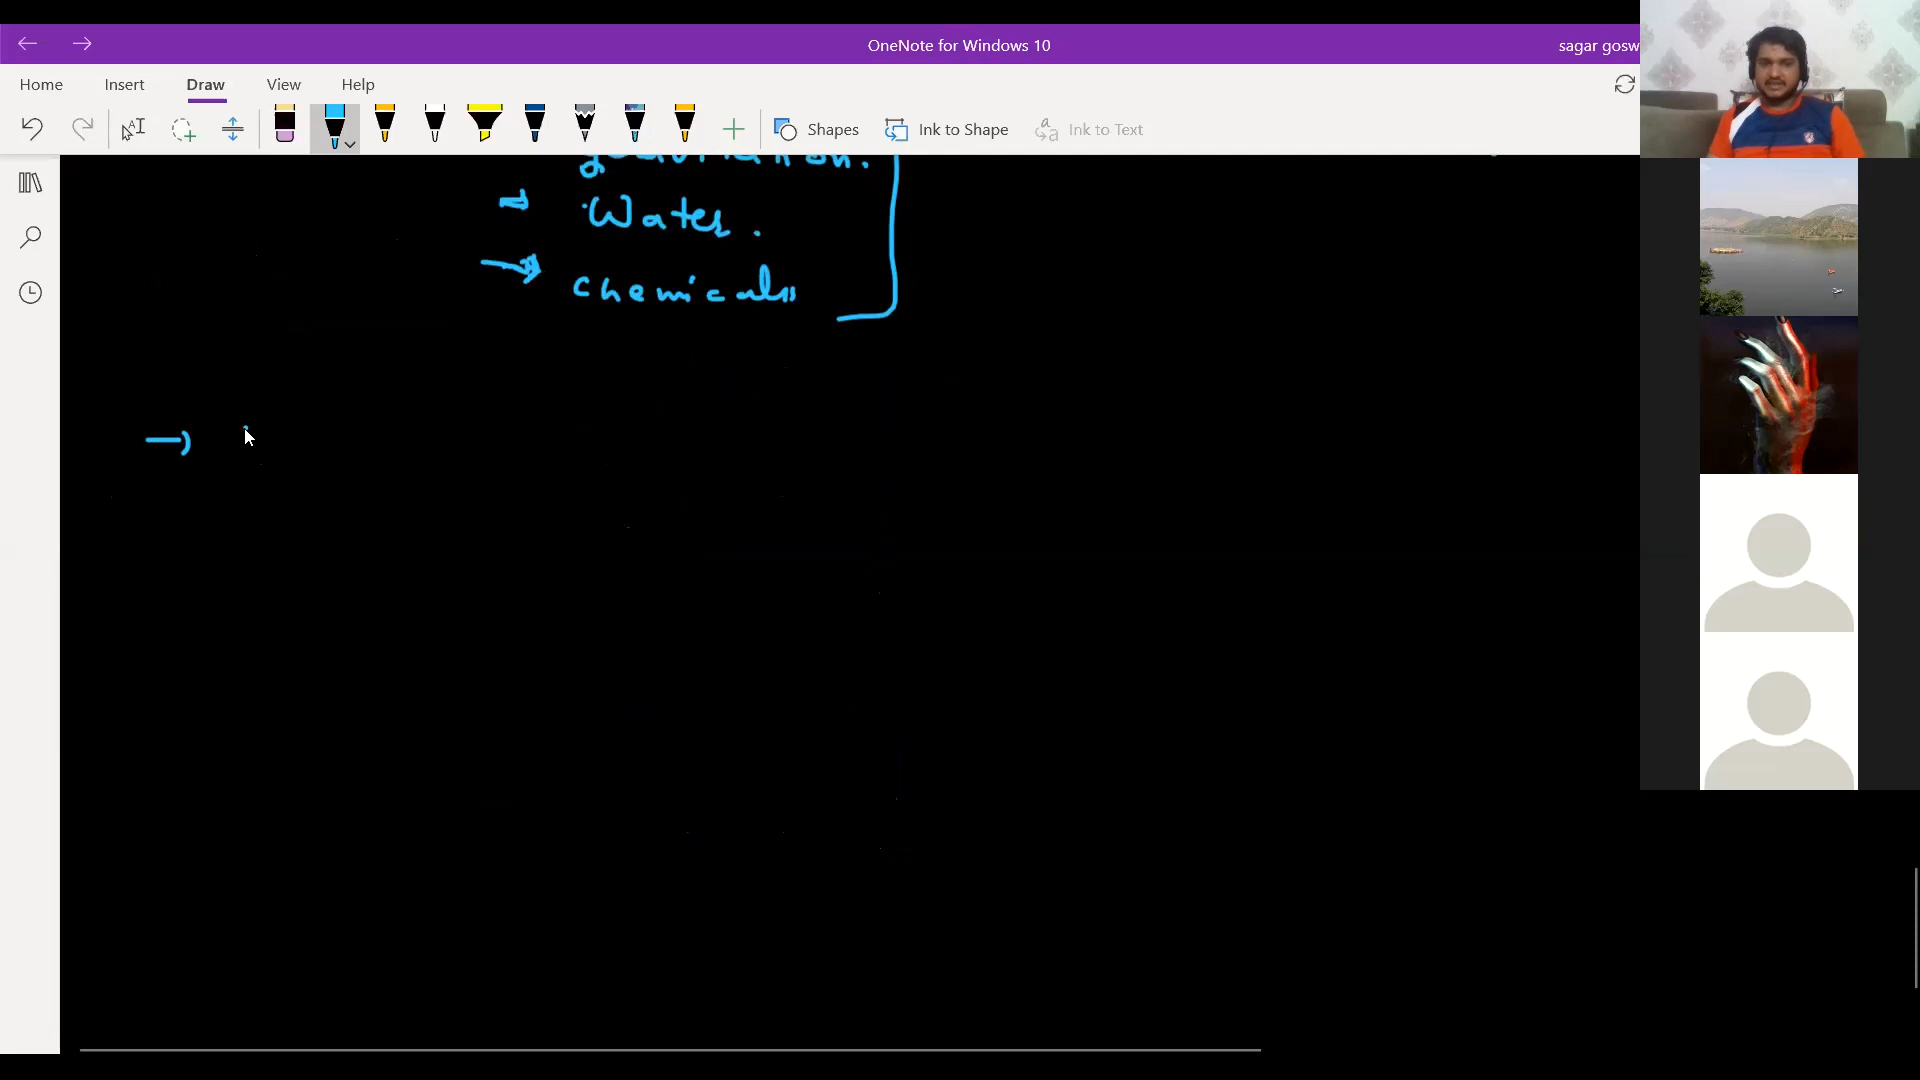 OneNote for Windows 10
sagar gosw
Home Insert Draw View Help
Shapes Ink to Shape Ink to Text
Water.
chemicals